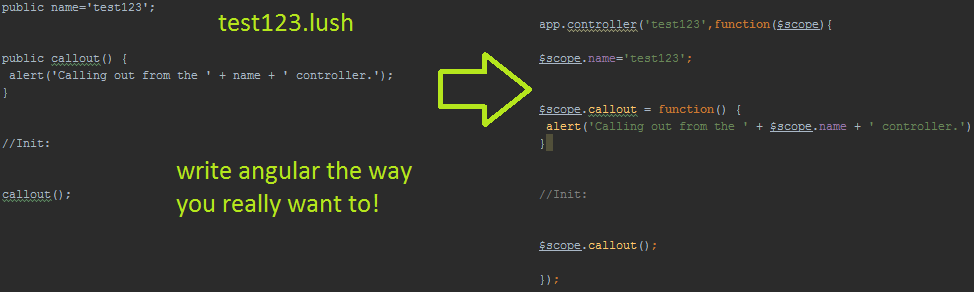 public name='test123';
test123.lush
public callout() {
 alert('Calling out from the ' + name + ' controller.');
}
//Init:
write angular the way
you really want to!
callout();
app.controller('test123',function($scope){
$scope.name='test123';
$scope.callout = function() {
 alert('Calling out from the ' + $scope.name + ' controller.')
}
//Init:
$scope.callout();
});